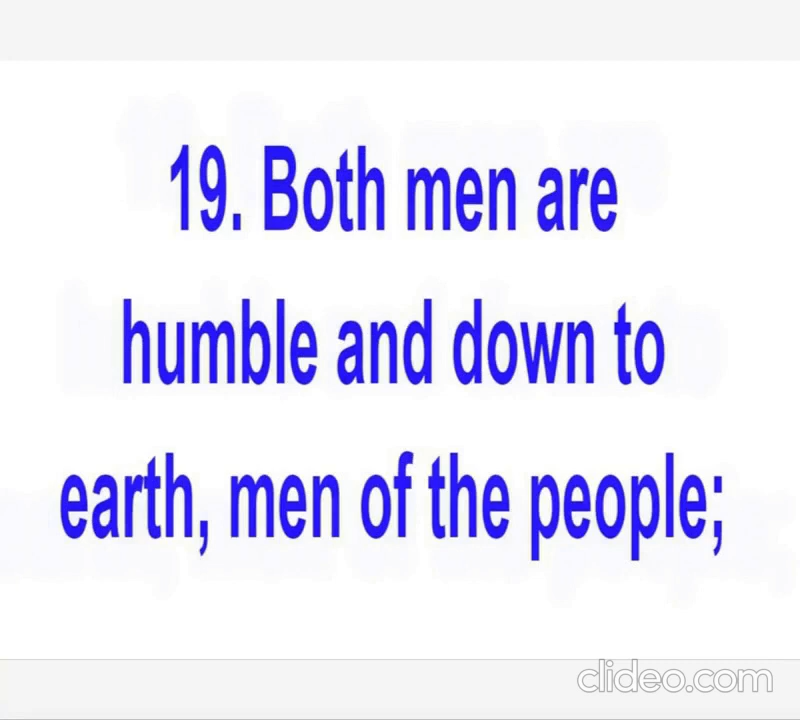 19. Both men are
humble and down to
earth, men of the people;
clideo.com